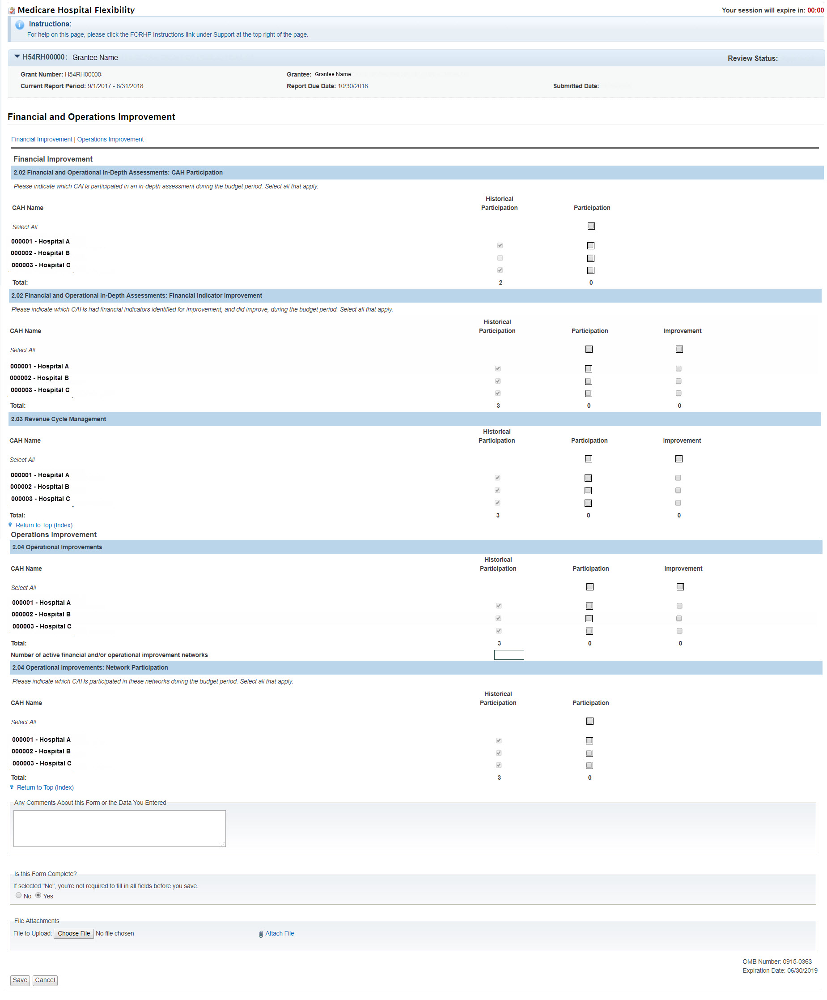 Medicare Hospital Flexibility
Your session will expire in: 00:00
Instructions:
For help on this page, please click the FORHP Instructions link under Support at the top right of the page.
H54RH00000: Grantee Name
Review Status:
Grant Number: H54RH00000
Grantee: Grantee Name
Current Report Period: 9/1/2017 - 8/31/2018
Report Due Date: 10/30/2018
Submitted Date:
Financial and Operations Improvement
Financial Improvement | Operations Improvement
Financial Improvement
2.02 Financial and Operational In-Depth Assessments: CAH Participation
Please indicate which CAHs participated in an in-depth assessment during the budget period. Select all that apply.
CAH Name
Historical Participation
Participation
Select All
000001 - Hospital A
000002 - Hospital B
000003 - Hospital C
Total: 2 0
2.02 Financial and Operational In-Depth Assessments: Financial Indicator Improvement
Please indicate which CAHs had financial indicators identified for improvement, and did improve, during the budget period. Select all that apply.
CAH Name
Historical Participation
Participation
Improvement
Select All
000001 - Hospital A
000002 - Hospital B
000003 - Hospital C
Total: 3 0 0
2.03 Revenue Cycle Management
CAH Name
Historical Participation
Participation
Improvement
Select All
000001 - Hospital A
000002 - Hospital B
000003 - Hospital C
Total: 3 0 0
Return to Top (Index)
Operations Improvement
2.04 Operational Improvements
CAH Name
Historical Participation
Participation
Improvement
Select All
000001 - Hospital A
000002 - Hospital B
000003 - Hospital C
Total: 3 0 0
Number of active financial and/or operational improvement networks
2.04 Operational Improvements: Network Participation
Please indicate which CAHs participated in these networks during the budget period. Select all that apply.
CAH Name
Historical Participation
Participation
Select All
000001 - Hospital A
000002 - Hospital B
000003 - Hospital C
Total: 3 0
Return to Top (Index)
Any Comments About this Form or the Data You Entered
Is this Form Complete?
If selected "No", you're not required to fill in all fields before you save.
No Yes
File Attachments
File to Upload: Choose File No file chosen
Attach File
OMB Number: 0915-0363
Expiration Date: 06/30/2019
Save Cancel